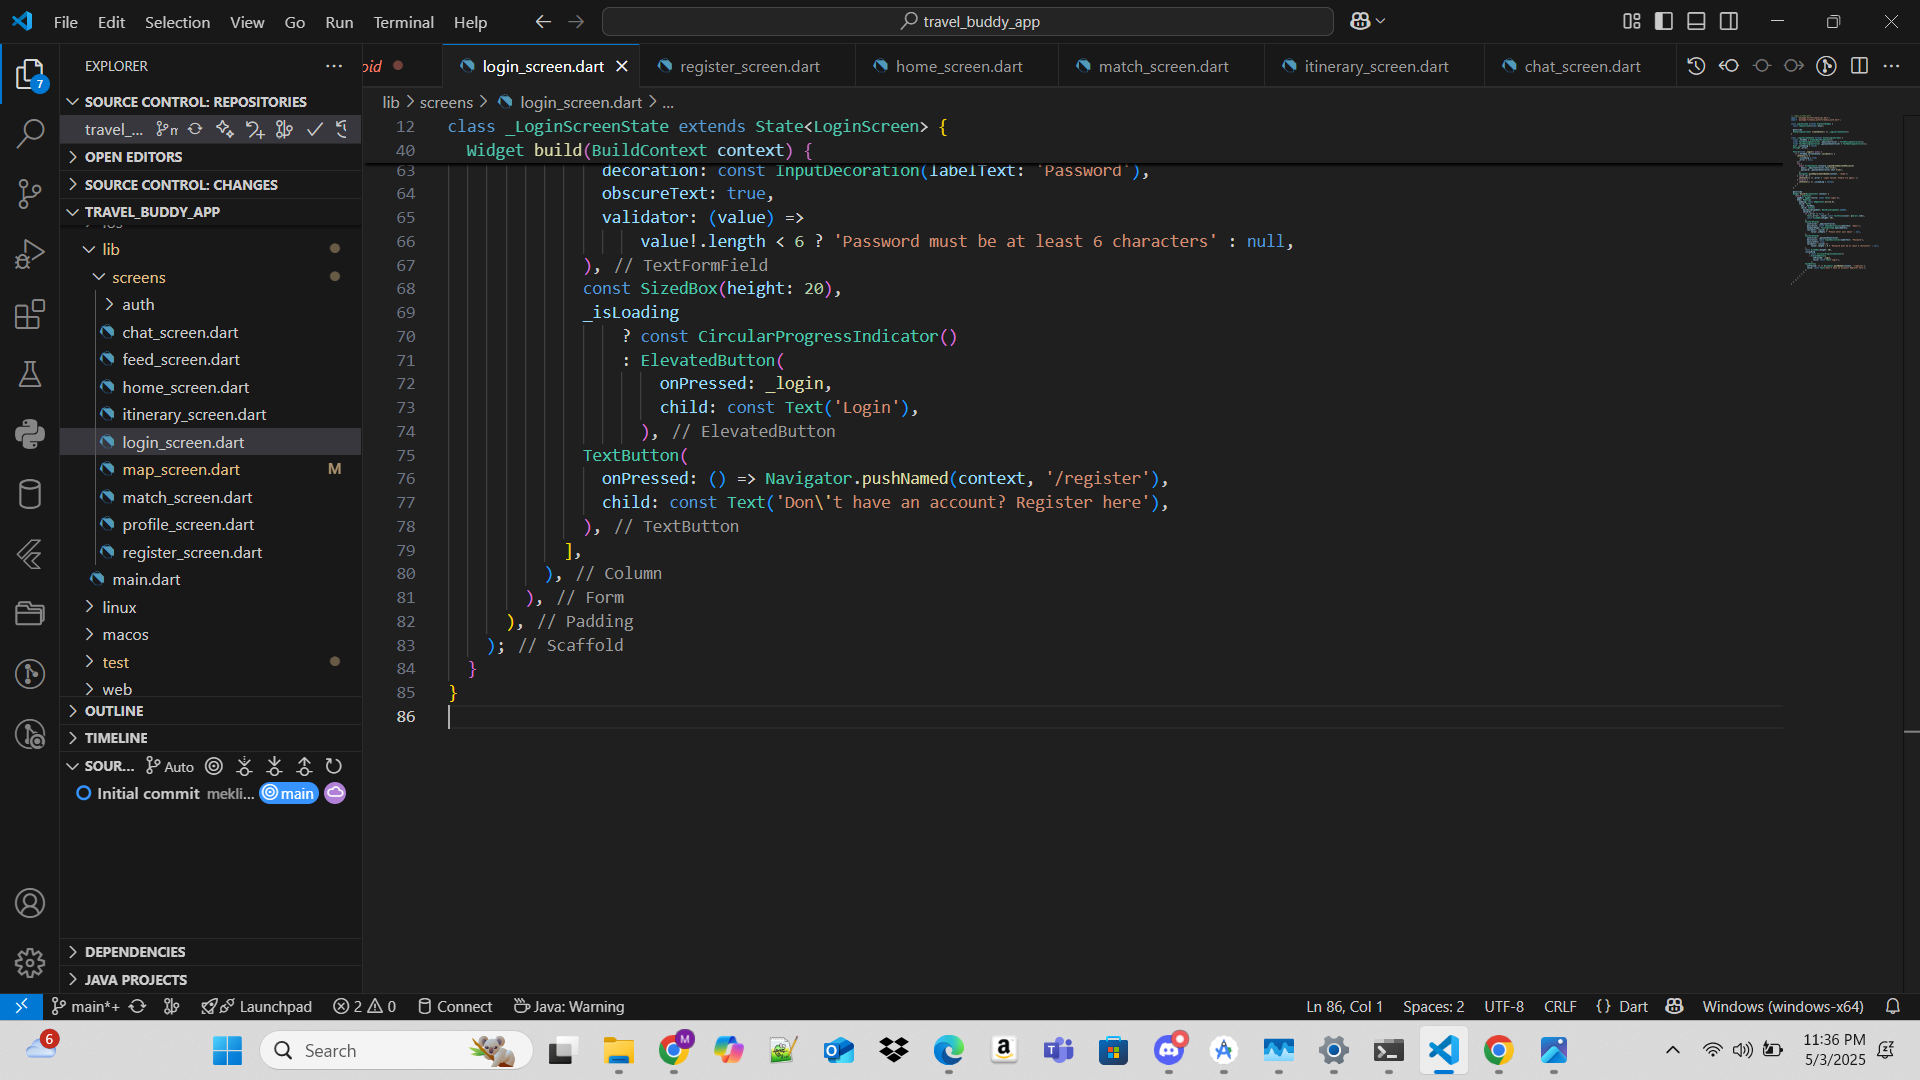 File Edit Selection View Go Run Terminal Help
travel_buddy_app
EXPLORER
SOURCE CONTROL: REPOSITORIES
travel_...
OPEN EDITORS
SOURCE CONTROL: CHANGES
TRAVEL_BUDDY_APP
lib
screens
auth
chat_screen.dart
feed_screen.dart
home_screen.dart
itinerary_screen.dart
login_screen.dart
map_screen.dart M
match_screen.dart
profile_screen.dart
register_screen.dart
main.dart
linux
macos
test
web
OUTLINE
TIMELINE
SOUR... Auto
Initial commit mekli... main
DEPENDENCIES
JAVA PROJECTS
7
oid login_screen.dart register_screen.dart home_screen.dart match_screen.dart itinerary_screen.dart chat_screen.dart
lib > screens > login_screen.dart > ...
12 class _LoginScreenState extends State<LoginScreen> {
40 Widget build(BuildContext context) {
63 decoration: const InputDecoration(labelText: 'Password'),
64 obscureText: true,
65 validator: (value) =>
66 value!.length < 6 ? 'Password must be at least 6 characters' : null,
67 ), // TextFormField
68 const SizedBox(height: 20),
69 _isLoading
70 ? const CircularProgressIndicator()
71 : ElevatedButton(
72 onPressed: _login,
73 child: const Text('Login'),
74 ), // ElevatedButton
75 TextButton(
76 onPressed: () => Navigator.pushNamed(context, '/register'),
77 child: const Text('Don\'t have an account? Register here'),
78 ), // TextButton
79 ],
80 ), // Column
81 ), // Form
82 ), // Padding
83 ); // Scaffold
84 }
85 }
86
main*+ Launchpad 2 0 Connect Java: Warning Ln 86, Col 1 Spaces: 2 UTF-8 CRLF {} Dart Windows (windows-x64)
6 Search M a 11:36 PM
5/3/2025